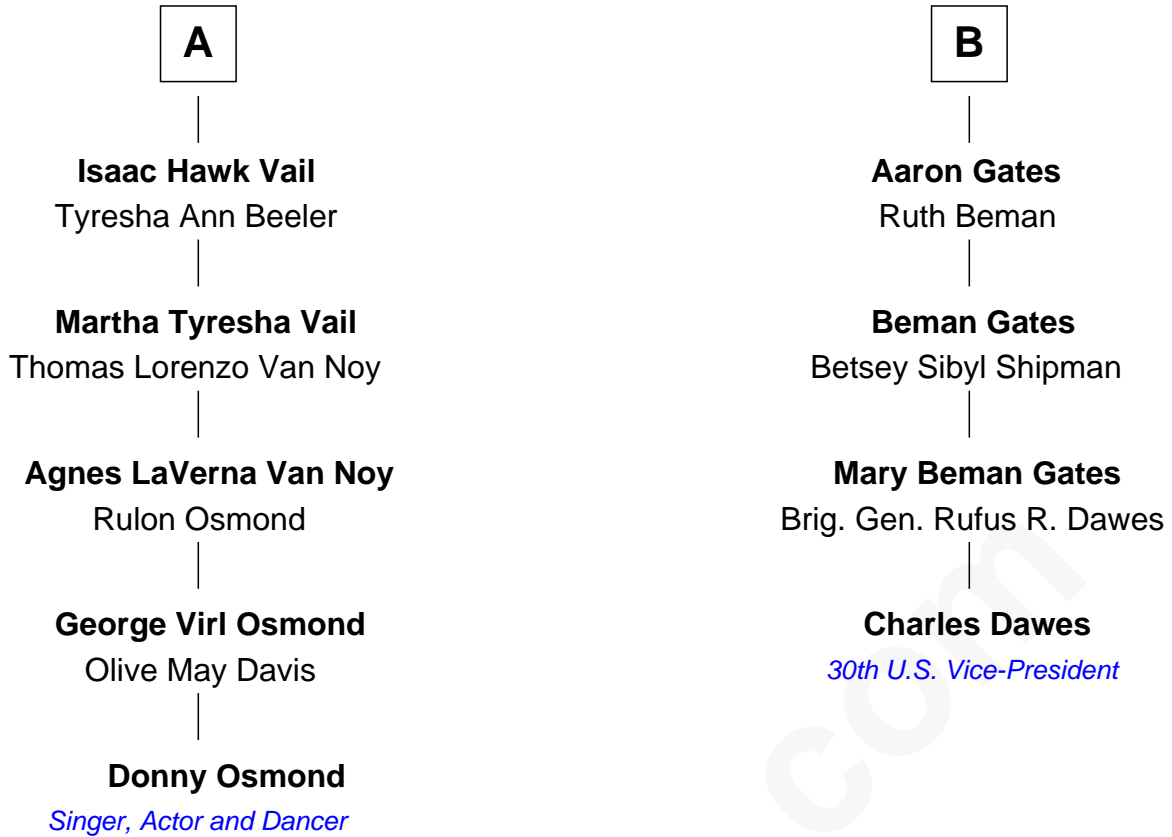 A
Isaac Hawk Vail
Tyresha Ann Beeler
Martha Tyresha Vail
Thomas Lorenzo Van Noy
Agnes LaVerna Van Noy
Rulon Osmond
George Virl Osmond
Olive May Davis
Donny Osmond
Singer, Actor and Dancer
B
Aaron Gates
Ruth Beman
Beman Gates
Betsey Sibyl Shipman
Mary Beman Gates
Brig. Gen. Rufus R. Dawes
Charles Dawes
30th U.S. Vice-President
com